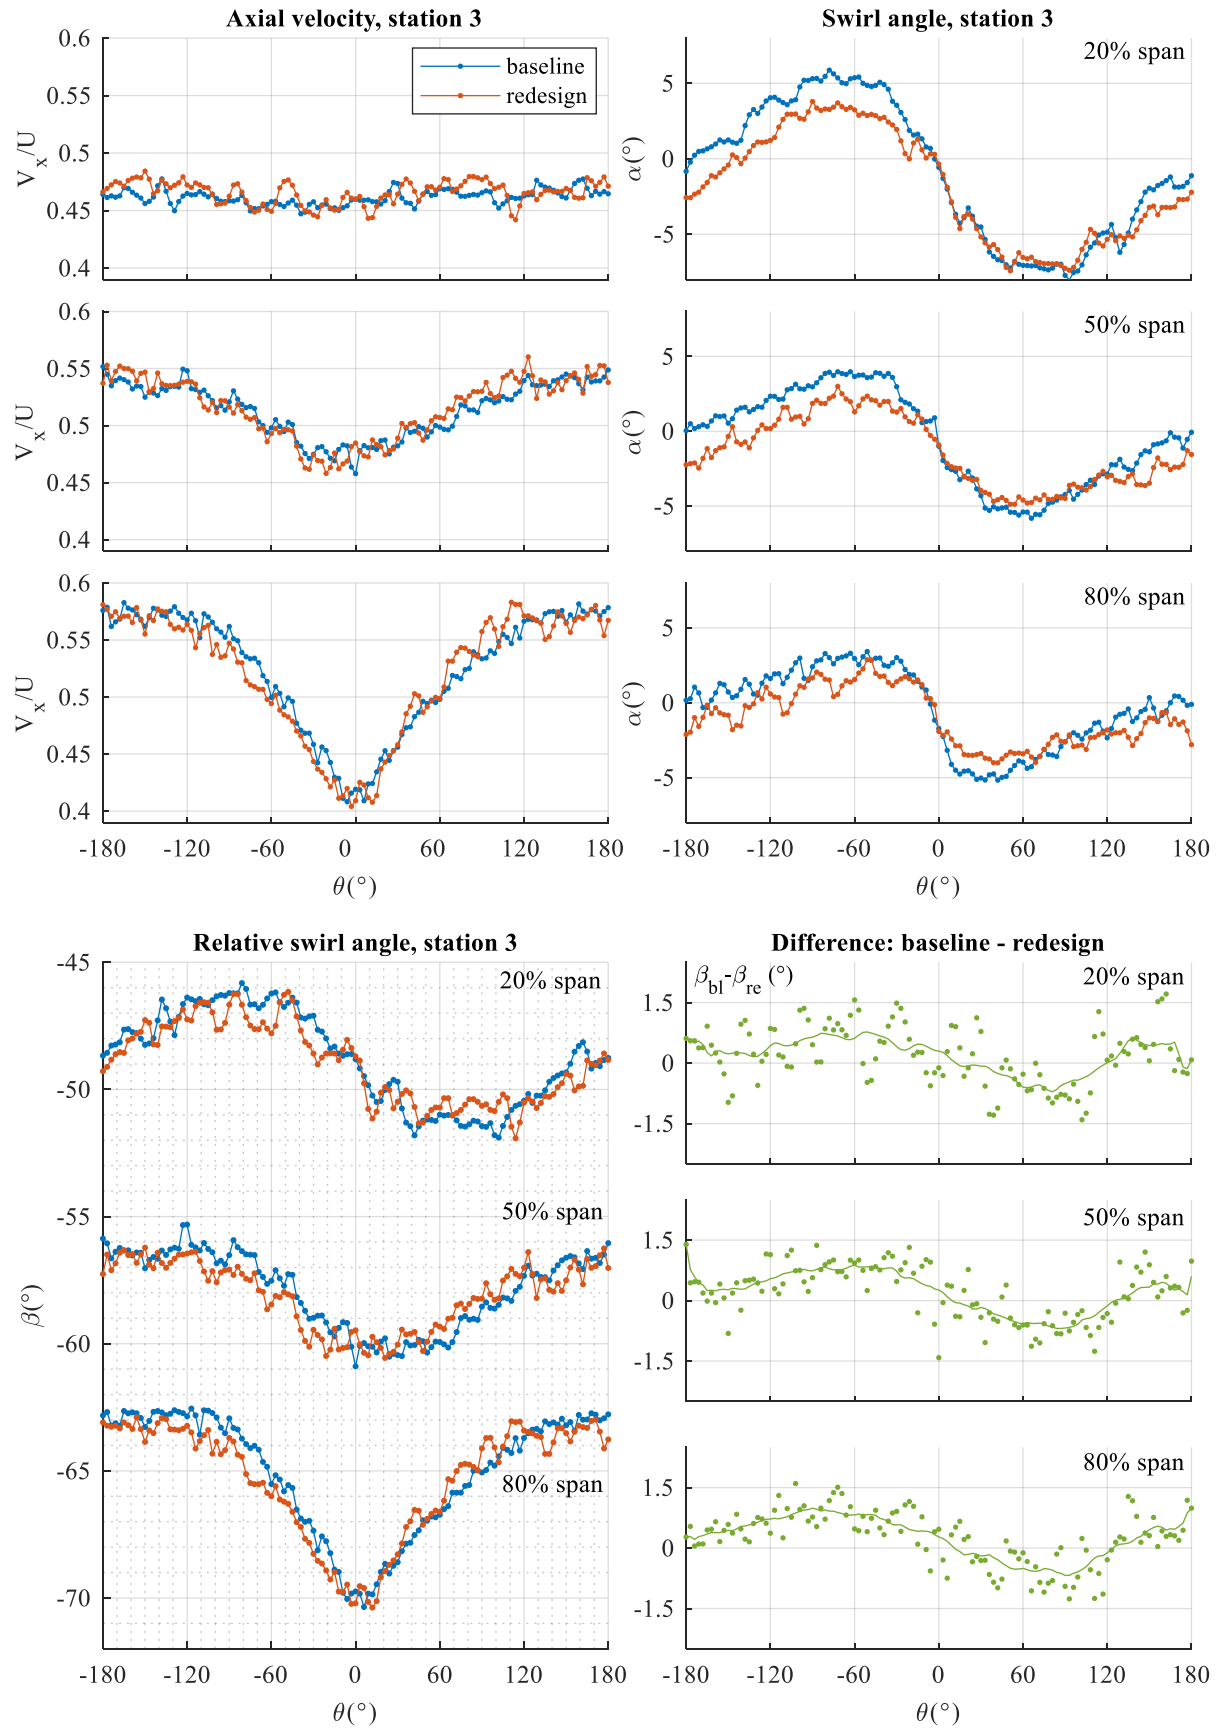 Axial velocity, station 3
0.6
0.55
0.5
0.45
0.4
V_x/U
baseline
redesign
Swirl angle, station 3
20% span
5
0
-5
α(°)
0.6
0.55
0.5
0.45
0.4
V_x/U
50% span
5
0
-5
α(°)
0.6
0.55
0.5
0.45
0.4
V_x/U
-180 -120 -60 0 60 120 180
θ(°)
80% span
5
0
-5
α(°)
-180 -120 -60 0 60 120 180
θ(°)
Relative swirl angle, station 3
-45
-50
-55
-60
-65
-70
β(°)
20% span
50% span
80% span
-180 -120 -60 0 60 120 180
θ(°)
Difference: baseline - redesign
β_bl-β_re (°)
20% span
1.5
0
-1.5
50% span
1.5
0
-1.5
80% span
1.5
0
-1.5
-180 -120 -60 0 60 120 180
θ(°)